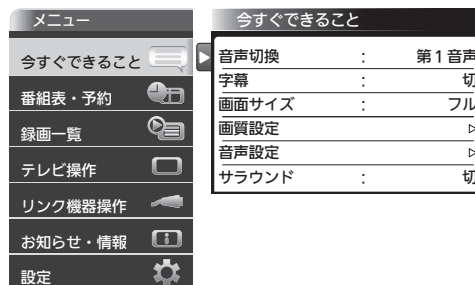 メニュー
今すぐできること
番組表・予約
録画一覧
テレビ操作
リンク機器操作
お知らせ・情報
設定
今すぐできること
音声切換 : 第1音声
字幕 : 切
画面サイズ : フル
画質設定
音声設定
サラウンド : 切